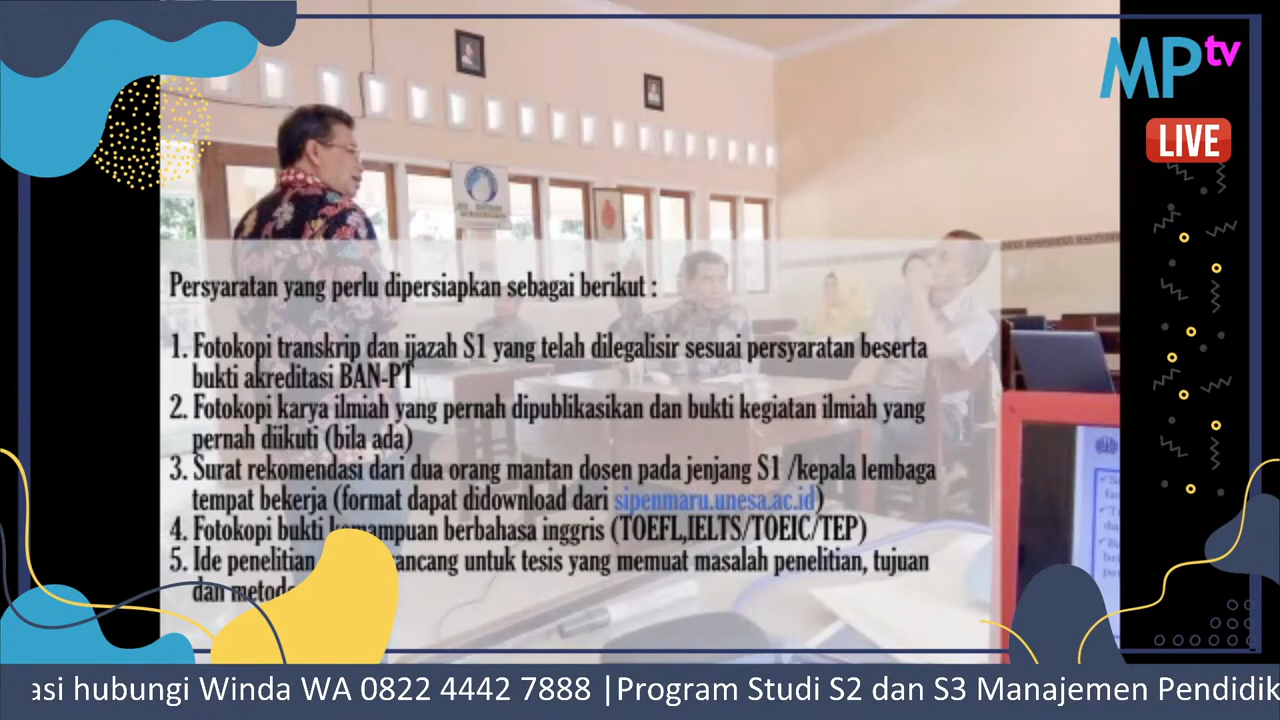 MPtv
LIVE
Persyaratan yang perlu dipersiapkan sebagai berikut :
1. Fotokopi transkrip dan ijazah S1 yang telah dilegalisir sesuai persyaratan beserta
bukti akreditasi BAN-PT
2. Fotokopi karya ilmiah yang pernah dipublikasikan dan bukti kegiatan ilmiah yang
pernah diikuti (bila ada)
3. Surat rekomendasi dari dua orang mantan dosen pada jenjang S1 /kepala lembaga
tempat bekerja (format dapat didownload dari sipenmaru.unesa.ac.id)
4. Fotokopi bukti kemampuan berbahasa inggris (TOEFL,IELTS/TOEIC/TEP)
5. Ide penelitian untuk tesis yang memuat masalah penelitian, tujuan
dan
hubungi Winda WA 0822 4442 7888 |Program Studi S2 dan S3 Manajemen Pendidik